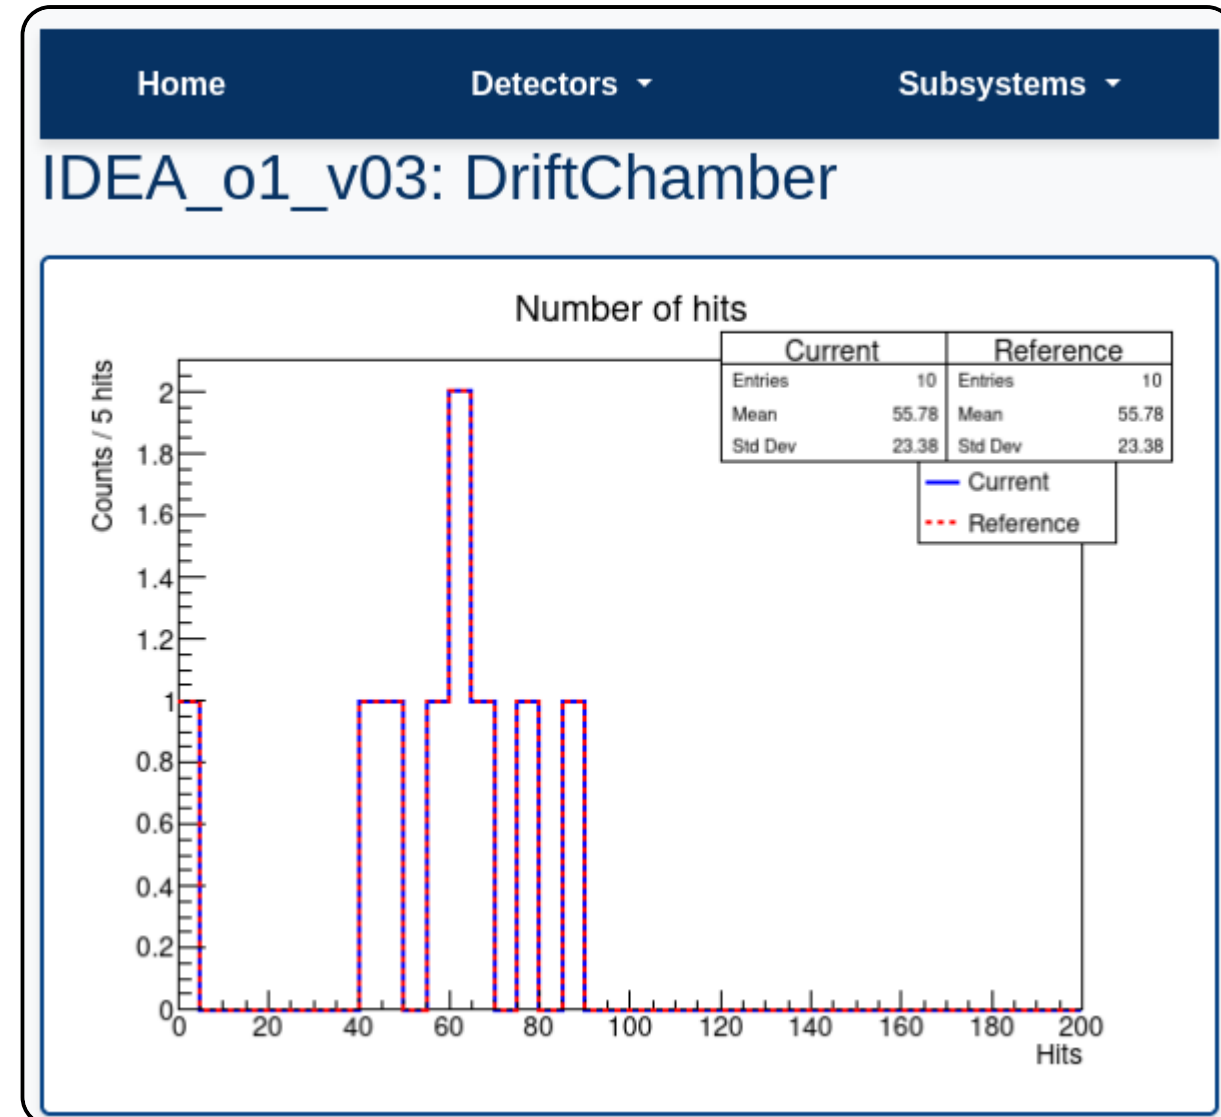 Home Detectors Subsystems
IDEA_o1_v03: DriftChamber
Number of hits
Current Reference
Entries 10 Entries 10
Mean 55.78 Mean 55.78
Std Dev 23.38 Std Dev 23.38
Current
Reference
Counts / 5 hits
2
1.8
1.6
1.4
1.2
1
0.8
0.6
0.4
0.2
0
0 20 40 60 80 100 120 140 160 180 200
Hits